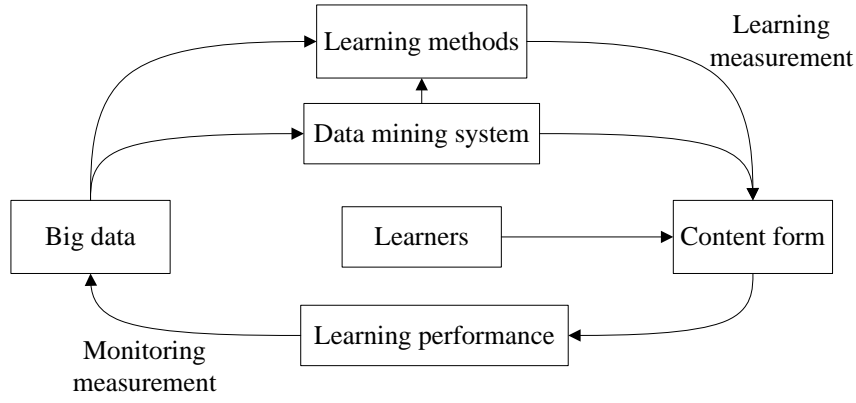 Learning methods
Learning
measurement
Data mining system
Big data
Learners
Content form
Learning performance
Monitoring
measurement